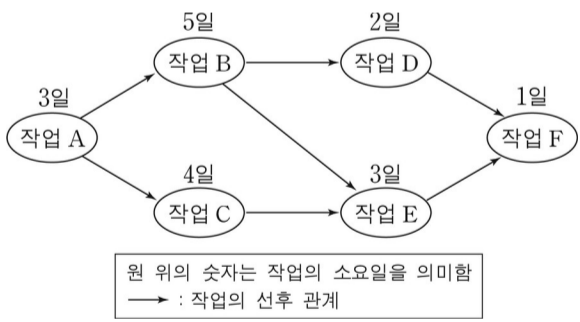 5일
2일
작업 B
작업 D
3일
1일
작업 A
작업 F
4일
3일
작업 C
작업 E
원 위의 숫자는 작업의 소요일을 의미함
: 작업의 선후 관계